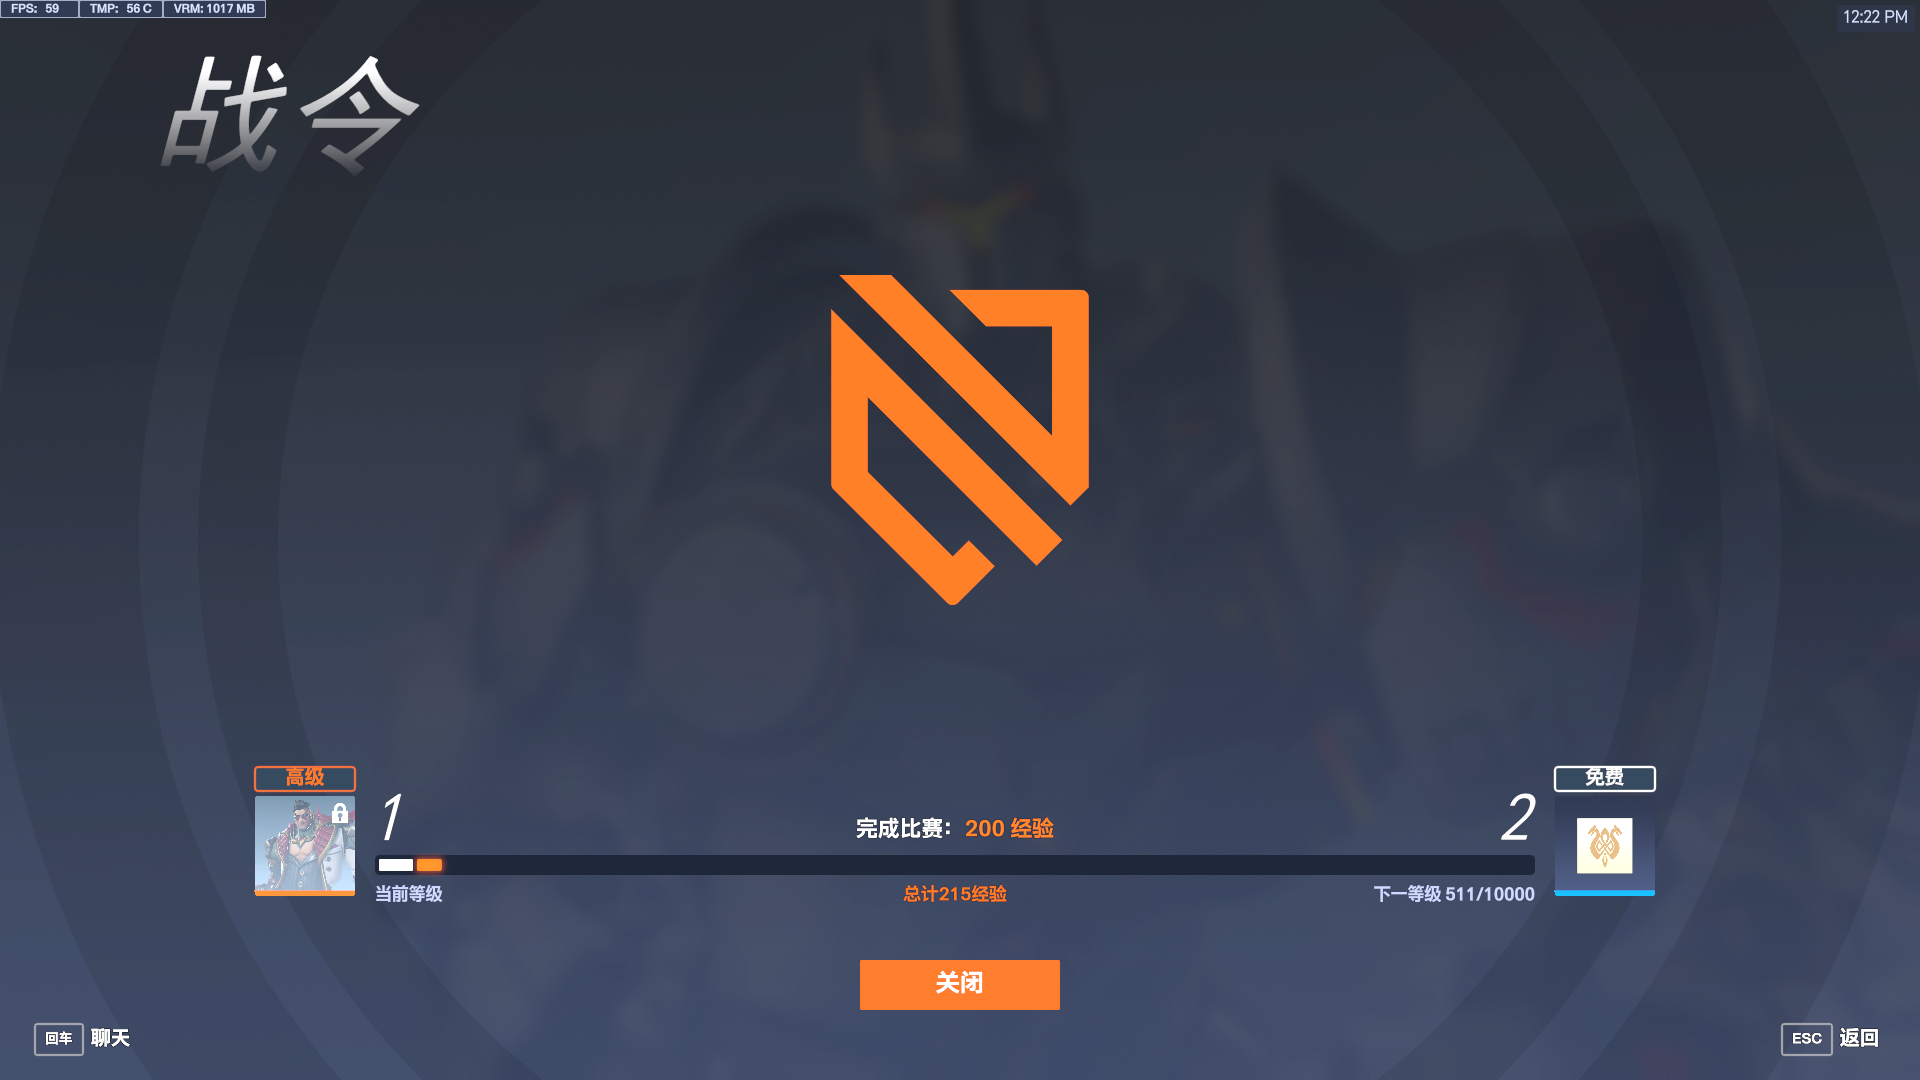 FPS: 59 TMP: 56 C VRM: 1017 MB
12:22 PM
战令
高级
免费
1
2
完成比赛：200 经验
当前等级
总计215经验
下一等级 511/10000
关闭
回车 聊天
ESC 返回